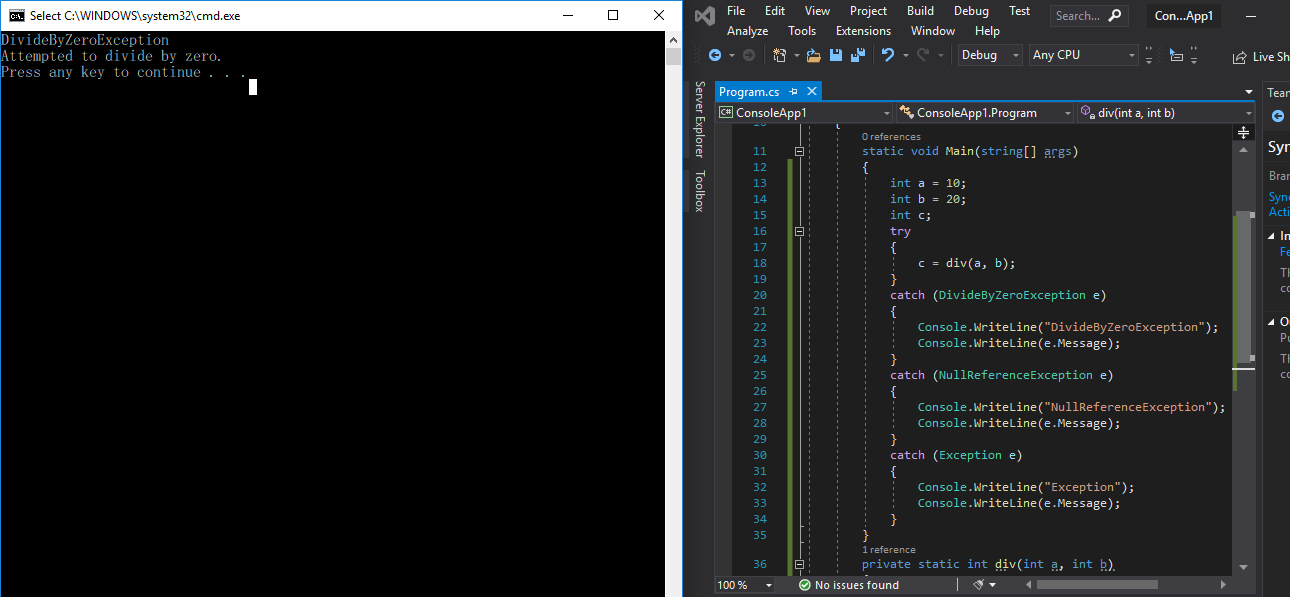 Select C:\WINDOWS\system32\cmd.exe
DivideByZeroException
Attempted to divide by zero.
Press any key to continue . . .
File Edit View Project Build Debug Test Search... Con...App1
Analyze Tools Extensions Window Help
Debug Any CPU Live Sh
Server Explorer
Toolbox
Program.cs
ConsoleApp1 ConsoleApp1.Program div(int a, int b)
0 references
11 static void Main(string[] args)
12 {
13 int a = 10;
14 int b = 20;
15 int c;
16 try
17 {
18 c = div(a, b);
19 }
20 catch (DivideByZeroException e)
21 {
22 Console.WriteLine("DivideByZeroException");
23 Console.WriteLine(e.Message);
24 }
25 catch (NullReferenceException e)
26 {
27 Console.WriteLine("NullReferenceException");
28 Console.WriteLine(e.Message);
29 }
30 catch (Exception e)
31 {
32 Console.WriteLine("Exception");
33 Console.WriteLine(e.Message);
34 }
35 }
1 reference
36 private static int div(int a, int b)
100 % No issues found
Tear
Syn
Bran
Syn
Acti
In
Fe
Th
co
O
Pu
Th
co